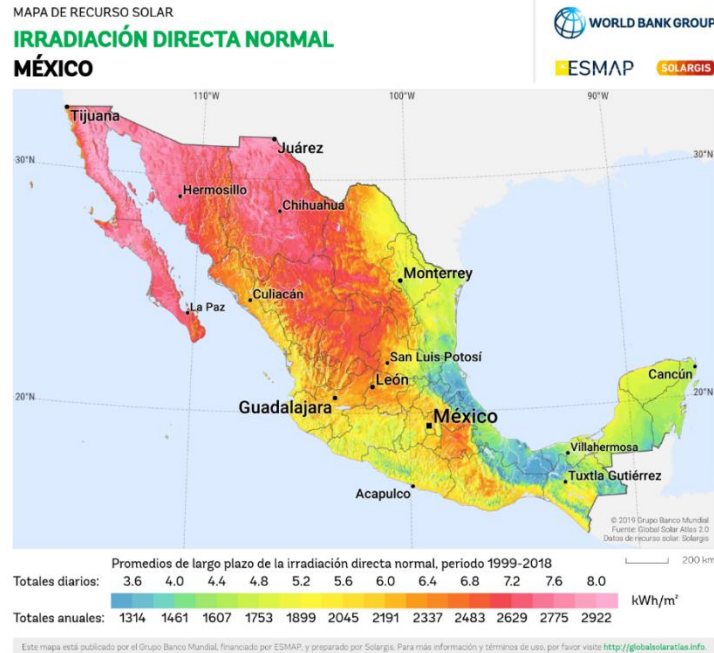 MAPA DE RECURSO SOLAR
IRRADIACIÓN DIRECTA NORMAL
MÉXICO
WORLD BANK GROUP
ESMAP
SOLARGIS
110°W
100°W
90°W
Tijuana
Juárez
30°N
30°N
Hermosillo
Chihuahua
Monterrey
Culiacán
La Paz
San Luis Potosí
Cancún
León
20°N
20°N
Guadalajara
México
Villahermosa
Tuxtla Gutiérrez
Acapulco
© 2019 Grupo Banco Mundial
Fuente: Global Solar Atlas 2.0
Datos de recurso solar: Solargis
Promedios de largo plazo de la irradiación directa normal, periodo 1999-2018
200 km
Totales diarios: 3.6 4.0 4.4 4.8 5.2 5.6 6.0 6.4 6.8 7.2 7.6 8.0
kWh/m²
Totales anuales: 1314 1461 1607 1753 1899 2045 2191 2337 2483 2629 2775 2922
Este mapa está publicado por el Grupo Banco Mundial, financiado por ESMAP, y preparado por Solargis. Para más información y términos de uso, por favor visite http://globalsolaratlas.info.